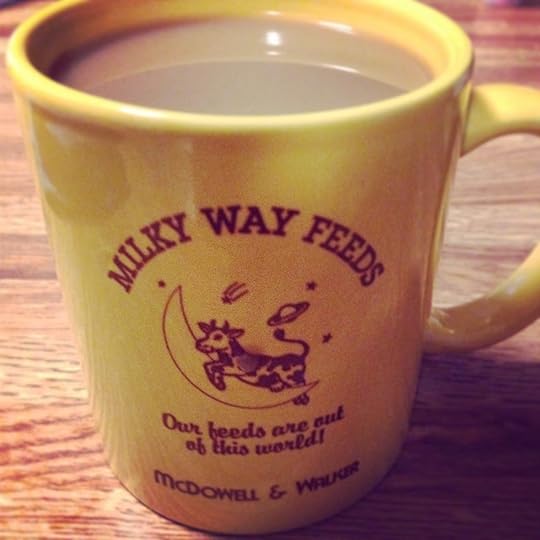 MILKY WAY FEEDS
Our feeds are out
of this world!
McDowell & Walker